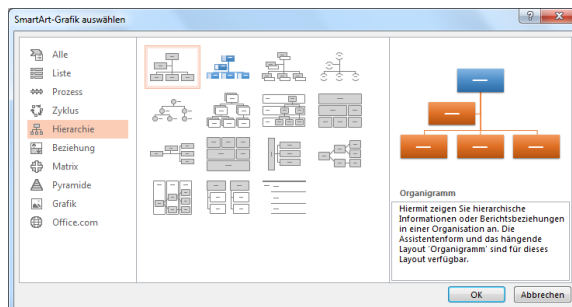 SmartArt-Grafik auswählen
Alle
Liste
Prozess
Zyklus
Hierarchie
Beziehung
Matrix
Pyramide
Grafik
Office.com
Organigramm
Hiermit zeigen Sie hierarchische
Informationen oder Berichtsbeziehungen
in einer Organisation an. Die
Assistentenform und das hängende
Layout 'Organigramm' sind für dieses
Layout verfügbar.
OK
Abbrechen